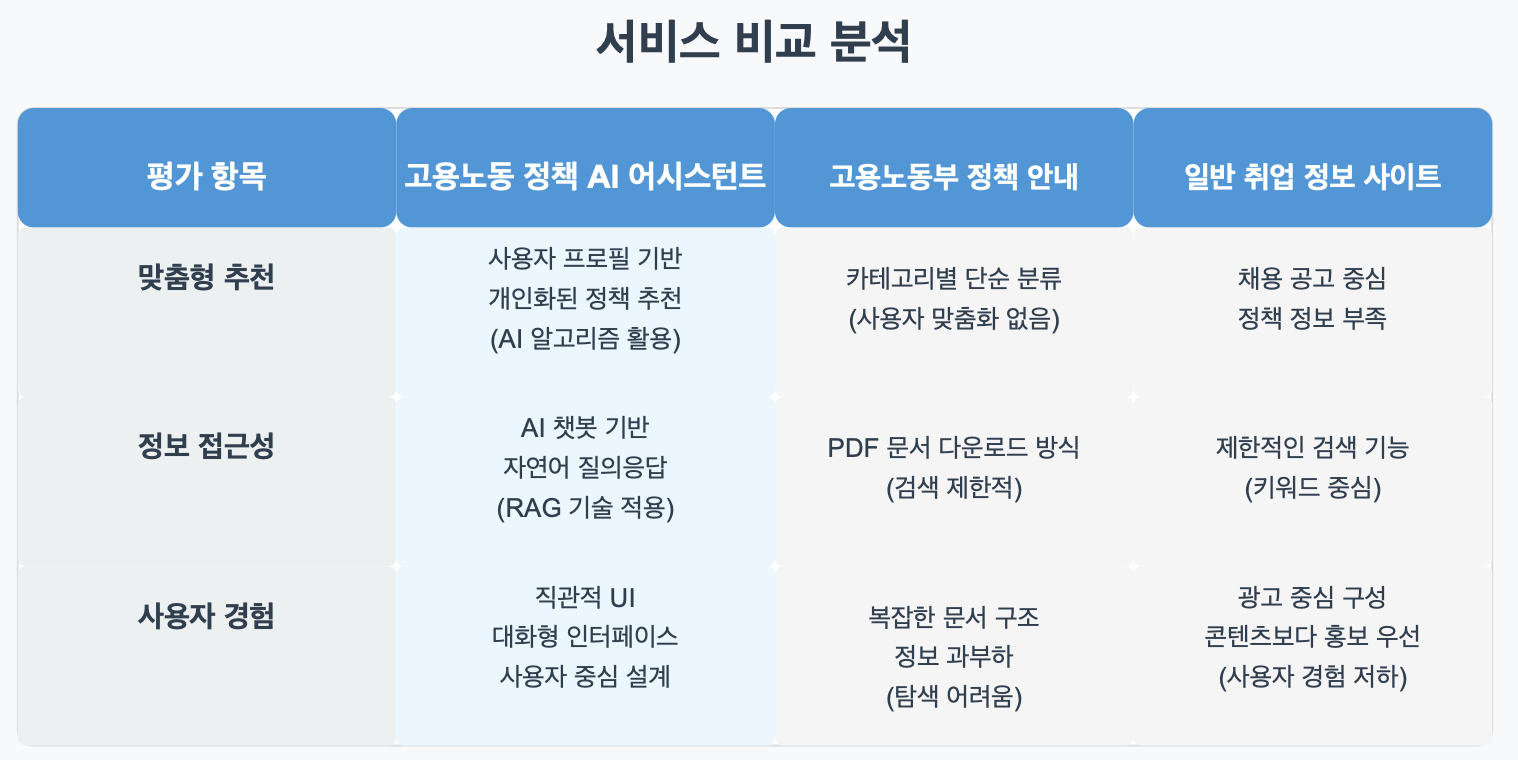 서비스 비교 분석
평가 항목
고용노동 정책 AI 어시스턴트
고용노동부 정책 안내
일반 취업 정보 사이트
맞춤형 추천
사용자 프로필 기반
개인화된 정책 추천
(AI 알고리즘 활용)
카테고리별 단순 분류
(사용자 맞춤화 없음)
채용 공고 중심
정책 정보 부족
정보 접근성
AI 챗봇 기반
자연어 질의응답
(RAG 기술 적용)
PDF 문서 다운로드 방식
(검색 제한적)
제한적인 검색 기능
(키워드 중심)
사용자 경험
직관적 UI
대화형 인터페이스
사용자 중심 설계
복잡한 문서 구조
정보 과부하
(탐색 어려움)
광고 중심 구성
콘텐츠보다 홍보 우선
(사용자 경험 저하)